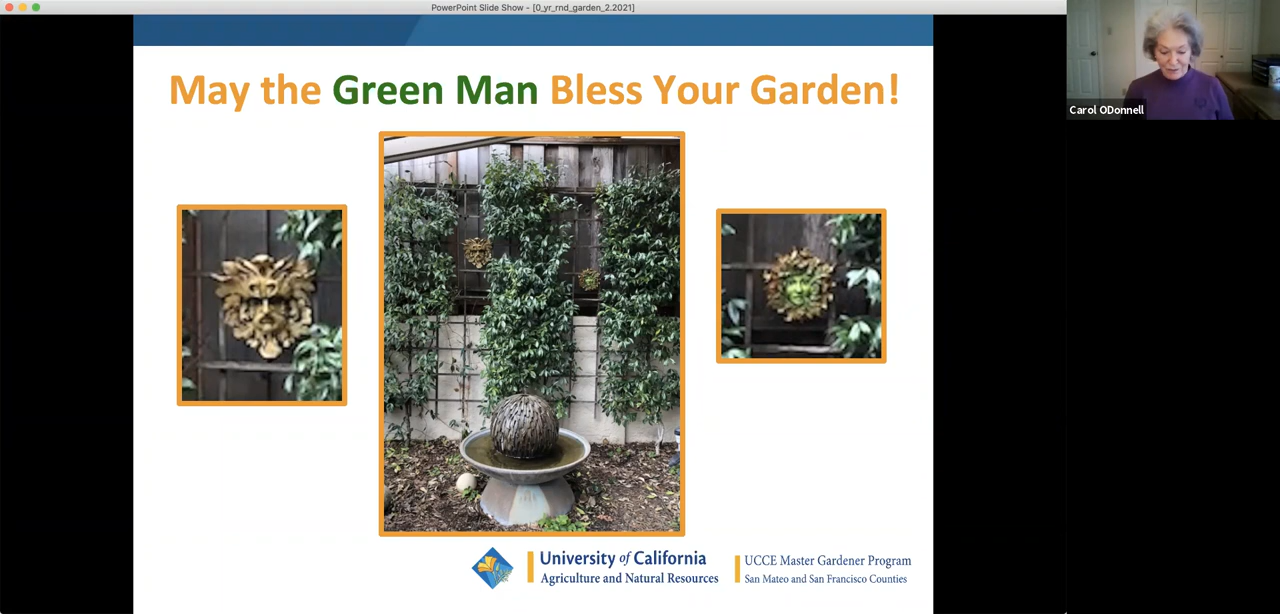 PowerPoint Slide Show - [0_yr_rnd_garden_2.2021]
May the Green Man Bless Your Garden!
Carol ODonnell
University of California
Agriculture and Natural Resources
UCCE Master Gardener Program
San Mateo and San Francisco Counties